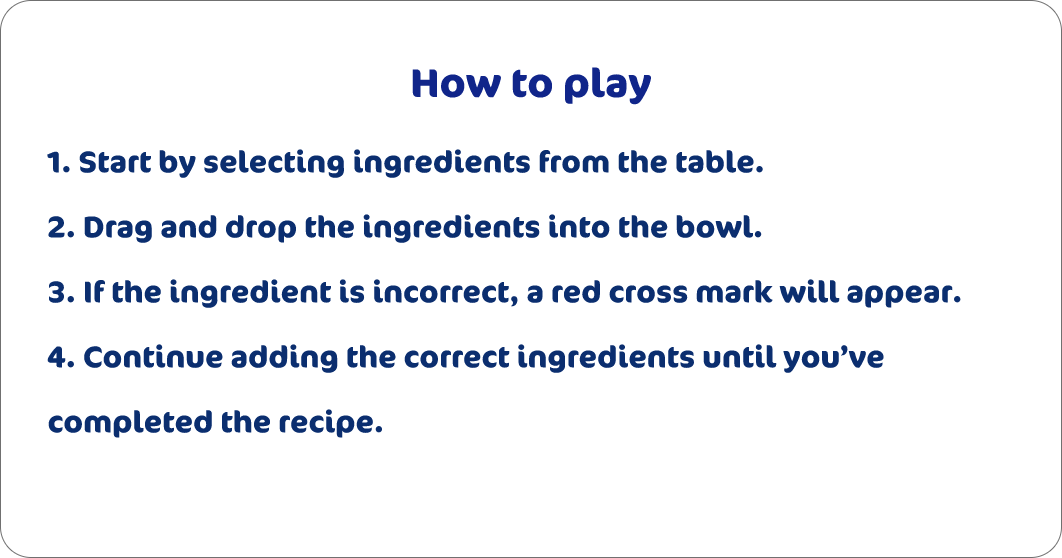 How to play
1. Start by selecting ingredients from the table.
2. Drag and drop the ingredients into the bowl.
3. If the ingredient is incorrect, a red cross mark will appear.
4. Continue adding the correct ingredients until you’ve
completed the recipe.